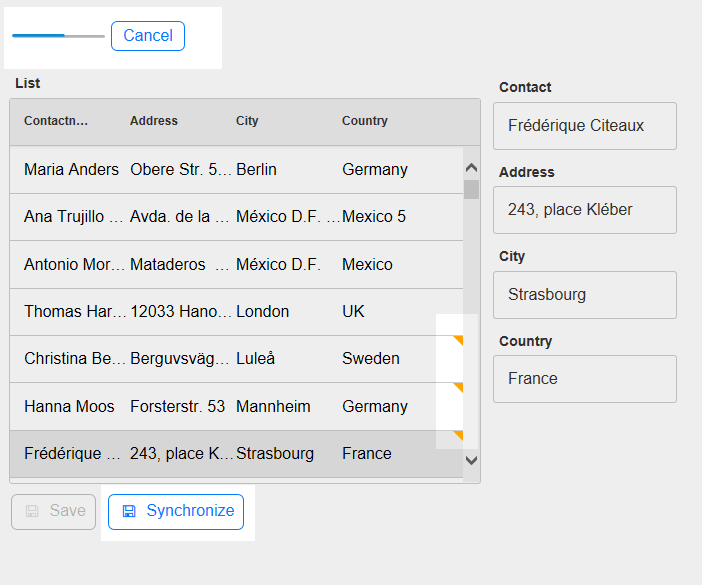 Cancel
List
Contactn… Address City Country
Maria Anders Obere Str. 5… Berlin Germany
Ana Trujillo … Avda. de la … México D.F. … Mexico 5
Antonio Mor… Mataderos … México D.F. Mexico
Thomas Har… 12033 Hano… London UK
Christina Be… Berguvsväg… Luleå Sweden
Hanna Moos Forsterstr. 53 Mannheim Germany
Frédérique … 243, place K… Strasbourg France
Save Synchronize
Contact
Frédérique Citeaux
Address
243, place Kléber
City
Strasbourg
Country
France